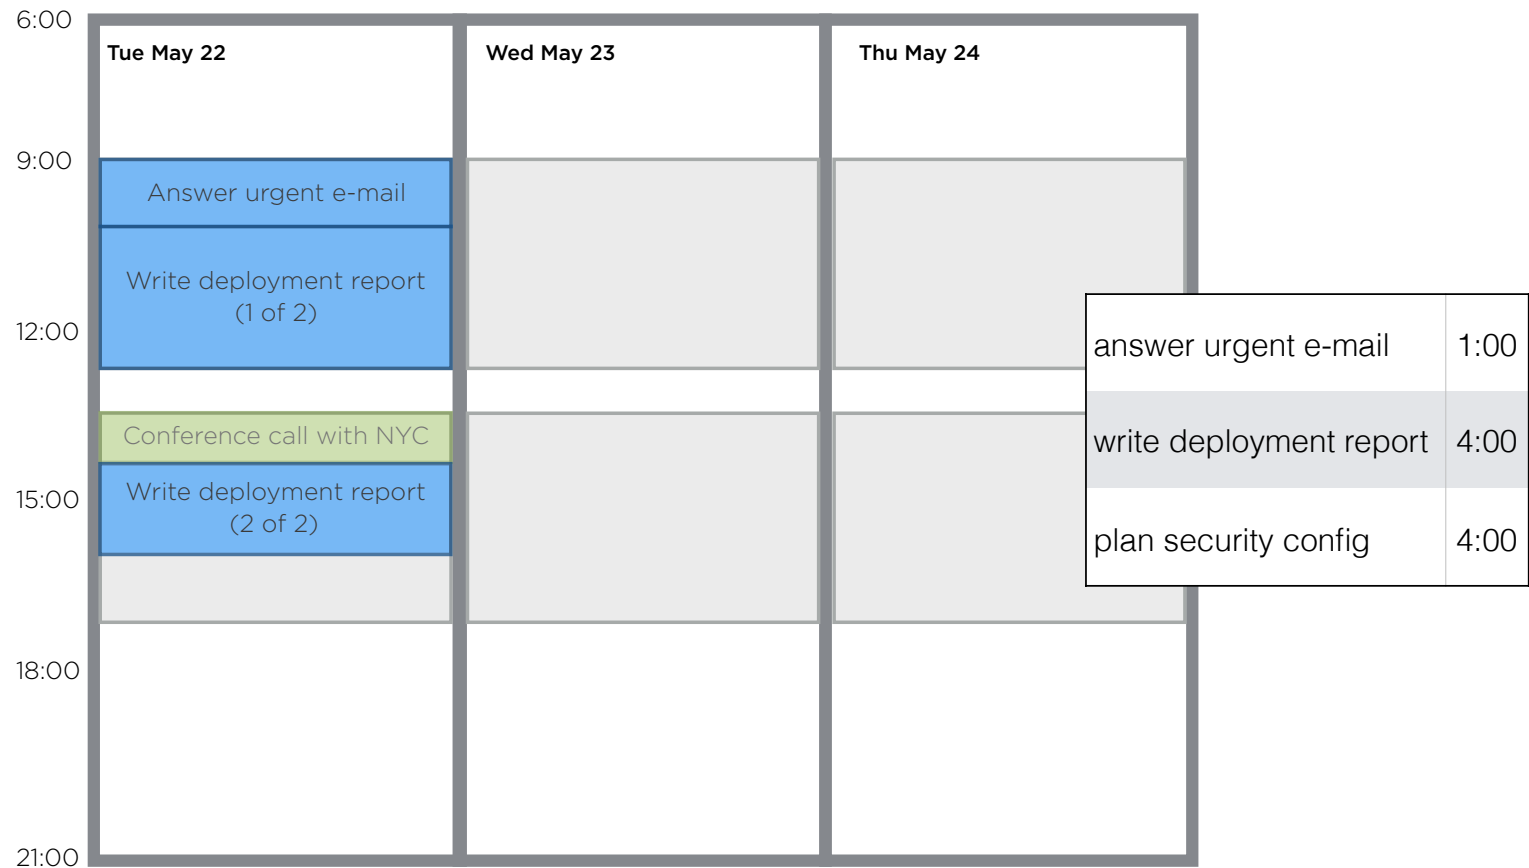 6:00
Tue May 22
Wed May 23
Thu May 24
9:00
Answer urgent e-mail
Write deployment report
(1 of 2)
12:00
Conference call with NYC
Write deployment report
(2 of 2)
15:00
18:00
21:00
answer urgent e-mail 1:00
write deployment report 4:00
plan security config 4:00